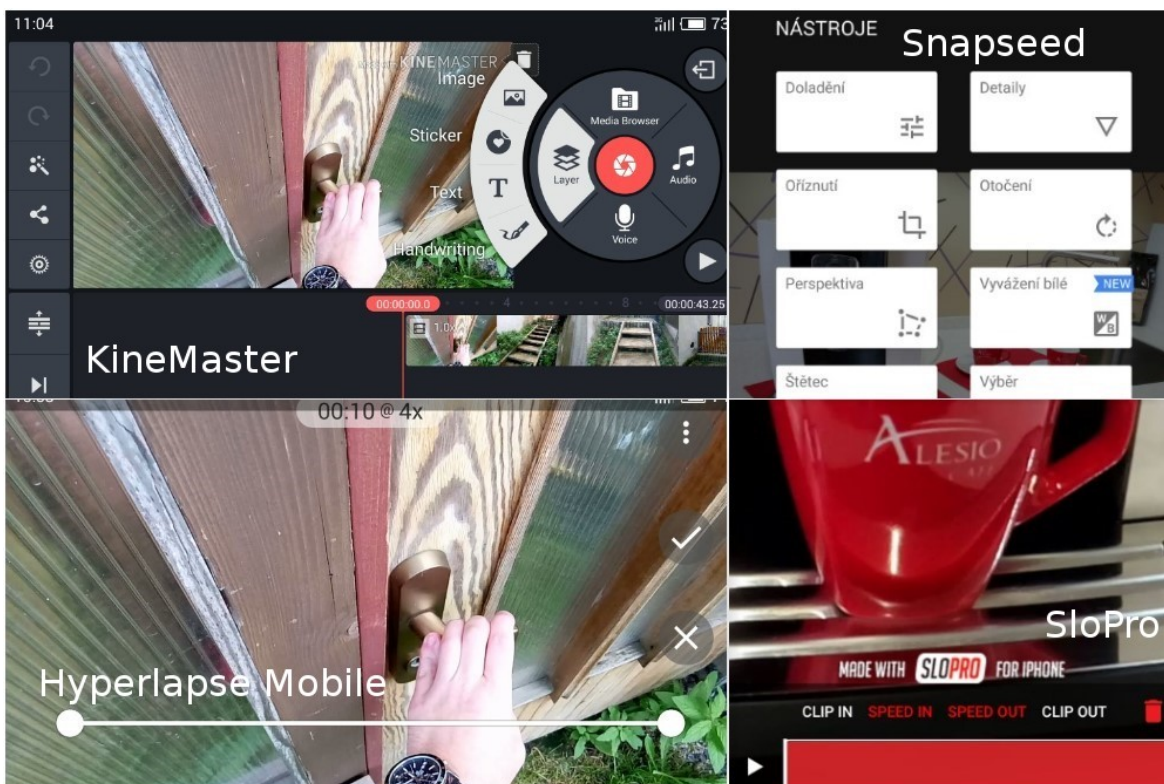 11:04
3G
73
KINEMASTER
Image
Sticker
Text
Handwriting
Media Browser
Layer
Audio
Voice
T
00:00:00.0
4
8
00:00:43.25
1.0x
KineMaster
NÁSTROJE
Snapseed
Doladění
Detaily
Oříznutí
Otočení
Perspektiva
Vyvážení bílé
NEW
W
B
Štětec
Výběr
00:10 @ 4x
Hyperlapse Mobile
ALESIO
SloPro
MADE WITH SLOPRO FOR IPHONE
CLIP IN SPEED IN SPEED OUT CLIP OUT